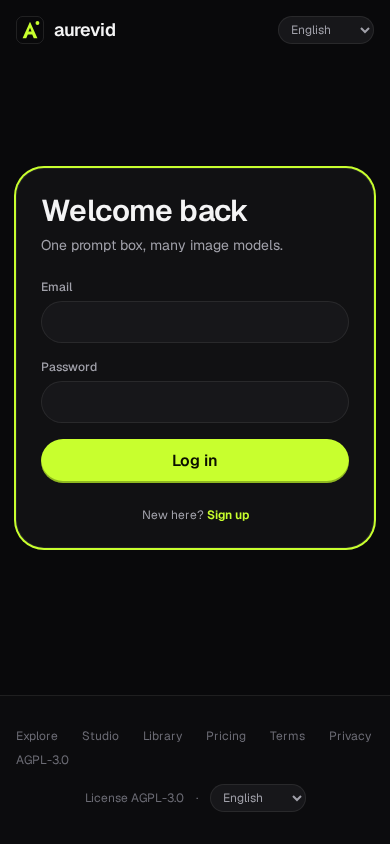 aurevid
English
Welcome back
One prompt box, many image models.
Email
Password
Log in
New here? Sign up
Explore Studio Library Pricing Terms Privacy
AGPL-3.0
License AGPL-3.0 · English